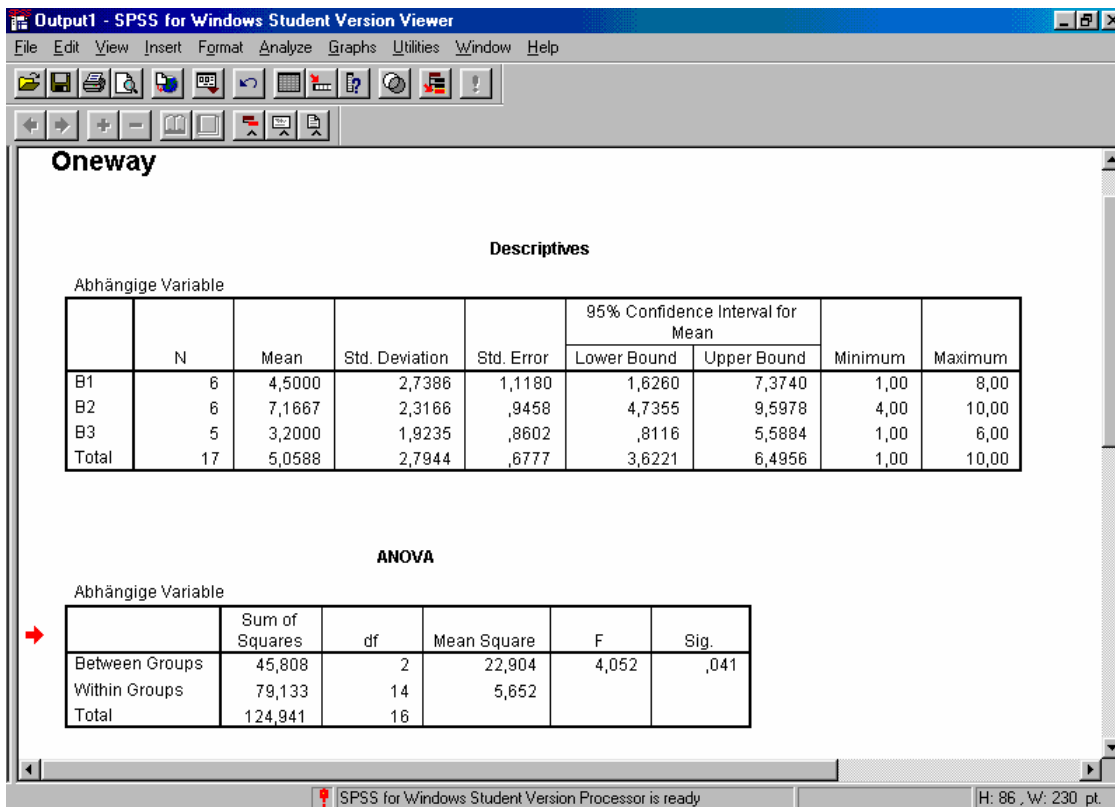 Output1 - SPSS for Windows Student Version Viewer
File Edit View Insert Format Analyze Graphs Utilities Window Help
Oneway
Descriptives
Abhängige Variable
95% Confidence Interval for
Mean
N Mean Std. Deviation Std. Error Lower Bound Upper Bound Minimum Maximum
B1 6 4,5000 2,7386 1,1180 1,6260 7,3740 1,00 8,00
B2 6 7,1667 2,3166 ,9458 4,7355 9,5978 4,00 10,00
B3 5 3,2000 1,9235 ,8602 ,8116 5,5884 1,00 6,00
Total 17 5,0588 2,7944 ,6777 3,6221 6,4956 1,00 10,00
ANOVA
Abhängige Variable
Sum of
Squares df Mean Square F Sig.
Between Groups 45,808 2 22,904 4,052 ,041
Within Groups 79,133 14 5,652
Total 124,941 16
SPSS for Windows Student Version Processor is ready H: 86 , W: 230 pt.